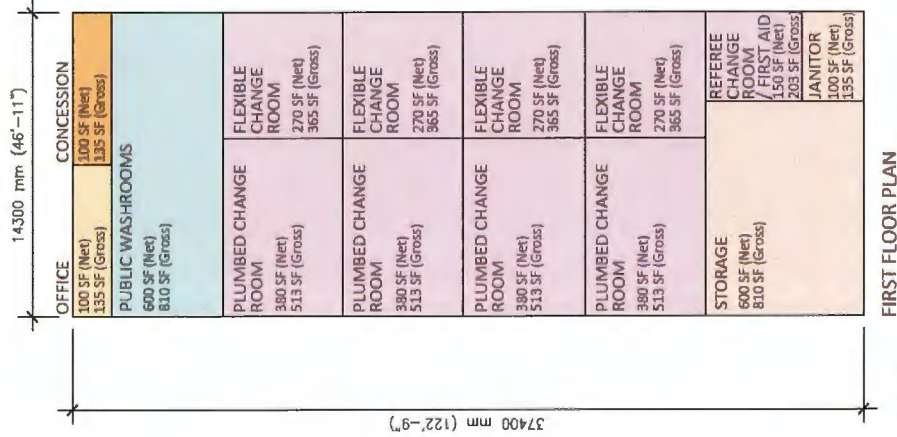 14300 mm (46'-11")
37400 mm (122'-9")
OFFICE
100 SF (Net)
135 SF (Gross)
CONCESSION
100 SF (Net)
135 SF (Gross)
PUBLIC WASHROOMS
600 SF (Net)
810 SF (Gross)
PLUMBED CHANGE
ROOM
380 SF (Net)
513 SF (Gross)
FLEXIBLE
CHANGE
ROOM
270 SF (Net)
365 SF (Gross)
PLUMBED CHANGE
ROOM
380 SF (Net)
513 SF (Gross)
FLEXIBLE
CHANGE
ROOM
270 SF (Net)
365 SF (Gross)
PLUMBED CHANGE
ROOM
380 SF (Net)
513 SF (Gross)
FLEXIBLE
CHANGE
ROOM
270 SF (Net)
365 SF (Gross)
PLUMBED CHANGE
ROOM
380 SF (Net)
513 SF (Gross)
FLEXIBLE
CHANGE
ROOM
270 SF (Net)
365 SF (Gross)
STORAGE
600 SF (Net)
810 SF (Gross)
REFEREE
CHANGE
ROOM
/ FIRST AID
150 SF (Net)
203 SF (Gross)
JANITOR
100 SF (Net)
135 SF (Gross)
FIRST FLOOR PLAN